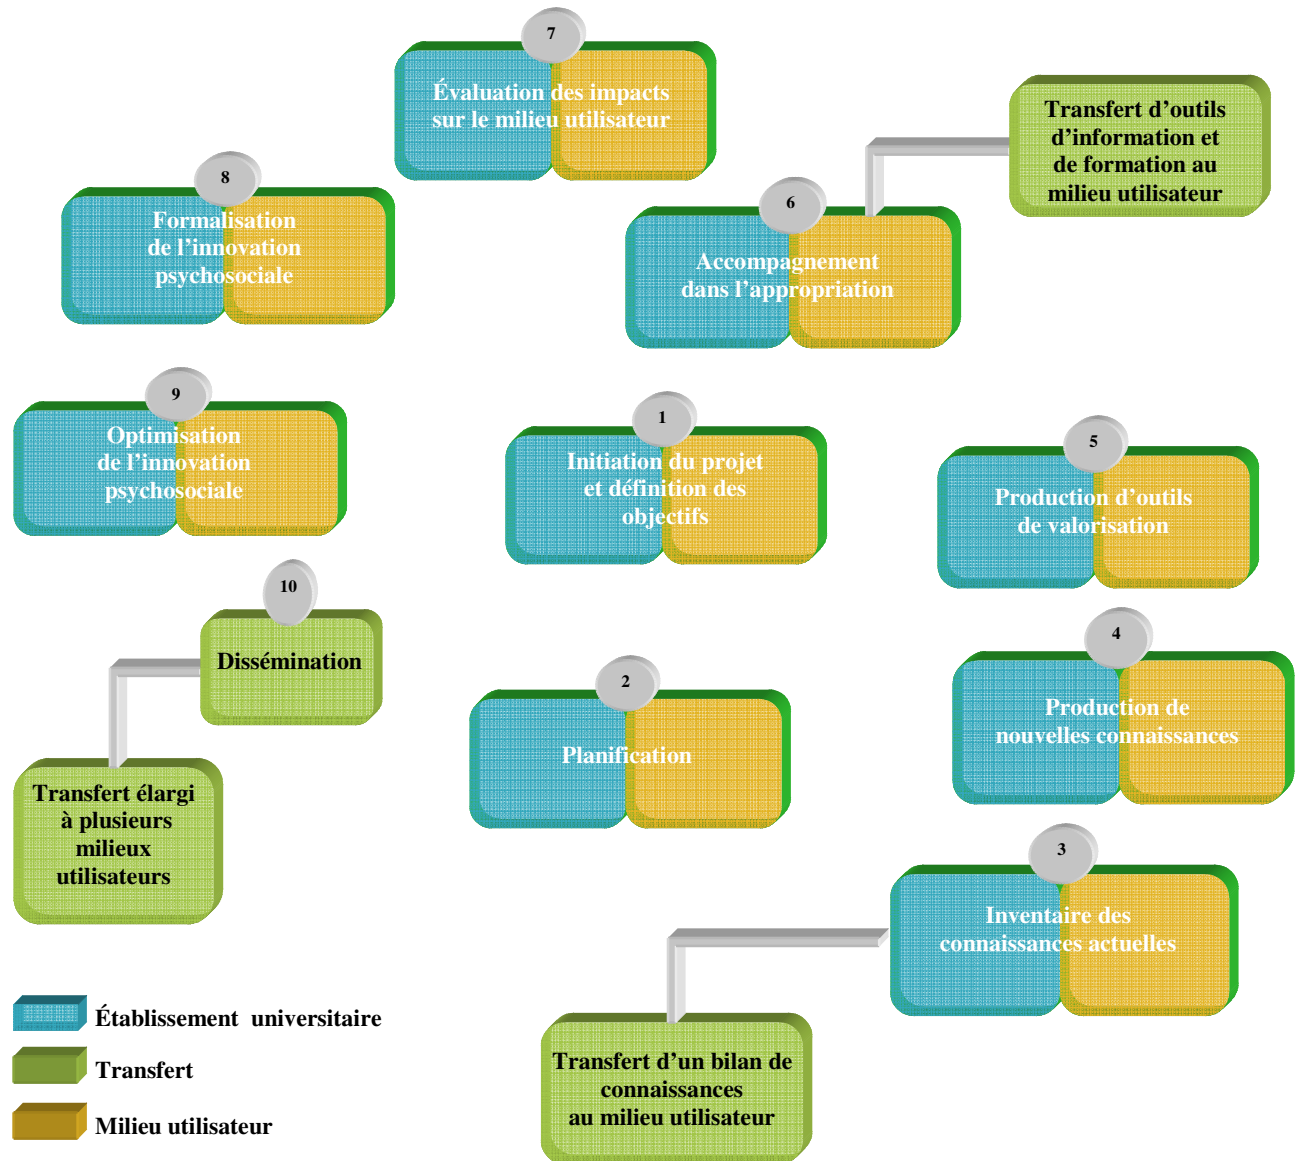 7
Évaluation des impacts
sur le milieu utilisateur
Transfert d’outils
d’information et
de formation au
milieu utilisateur
8
Formalisation
de l’innovation
psychosociale
6
Accompagnement
dans l’appropriation
9
Optimisation
de l’innovation
psychosociale
1
Initiation du projet
et définition des
objectifs
5
Production d’outils
de valorisation
10
Dissémination
4
Production de
nouvelles connaissances
2
Planification
Transfert élargi
à plusieurs
milieux
utilisateurs
3
Inventaire des
connaissances actuelles
Établissement universitaire
Transfert
Milieu utilisateur
Transfert d’un bilan de
connaissances
au milieu utilisateur